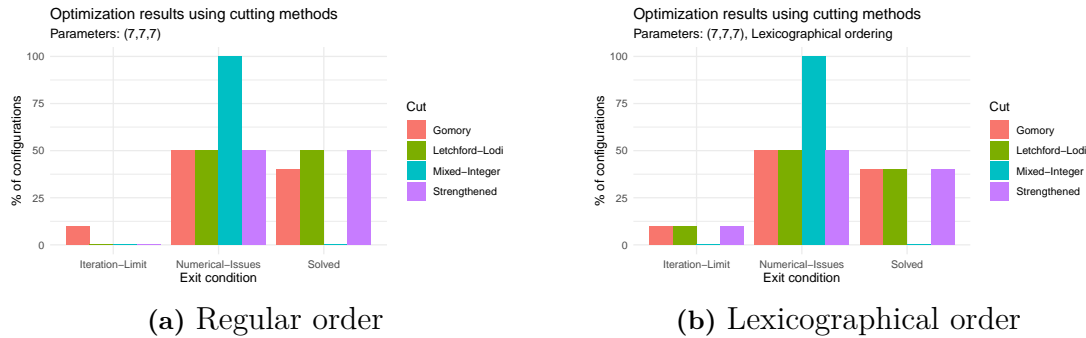 Optimization results using cutting methods
Parameters: (7,7,7)
% of configurations
100
75
50
25
0
Iteration-Limit Numerical-Issues Solved
Exit condition
Cut
Gomory
Letchford-Lodi
Mixed-Integer
Strengthened
(a) Regular order
Optimization results using cutting methods
Parameters: (7,7,7), Lexicographical ordering
% of configurations
100
75
50
25
0
Iteration-Limit Numerical-Issues Solved
Exit condition
Cut
Gomory
Letchford-Lodi
Mixed-Integer
Strengthened
(b) Lexicographical order